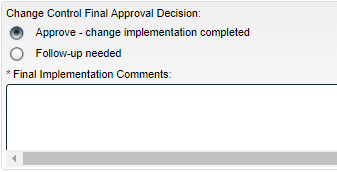 Change Control Final Approval Decision:
Approve - change implementation completed
Follow-up needed
* Final Implementation Comments: